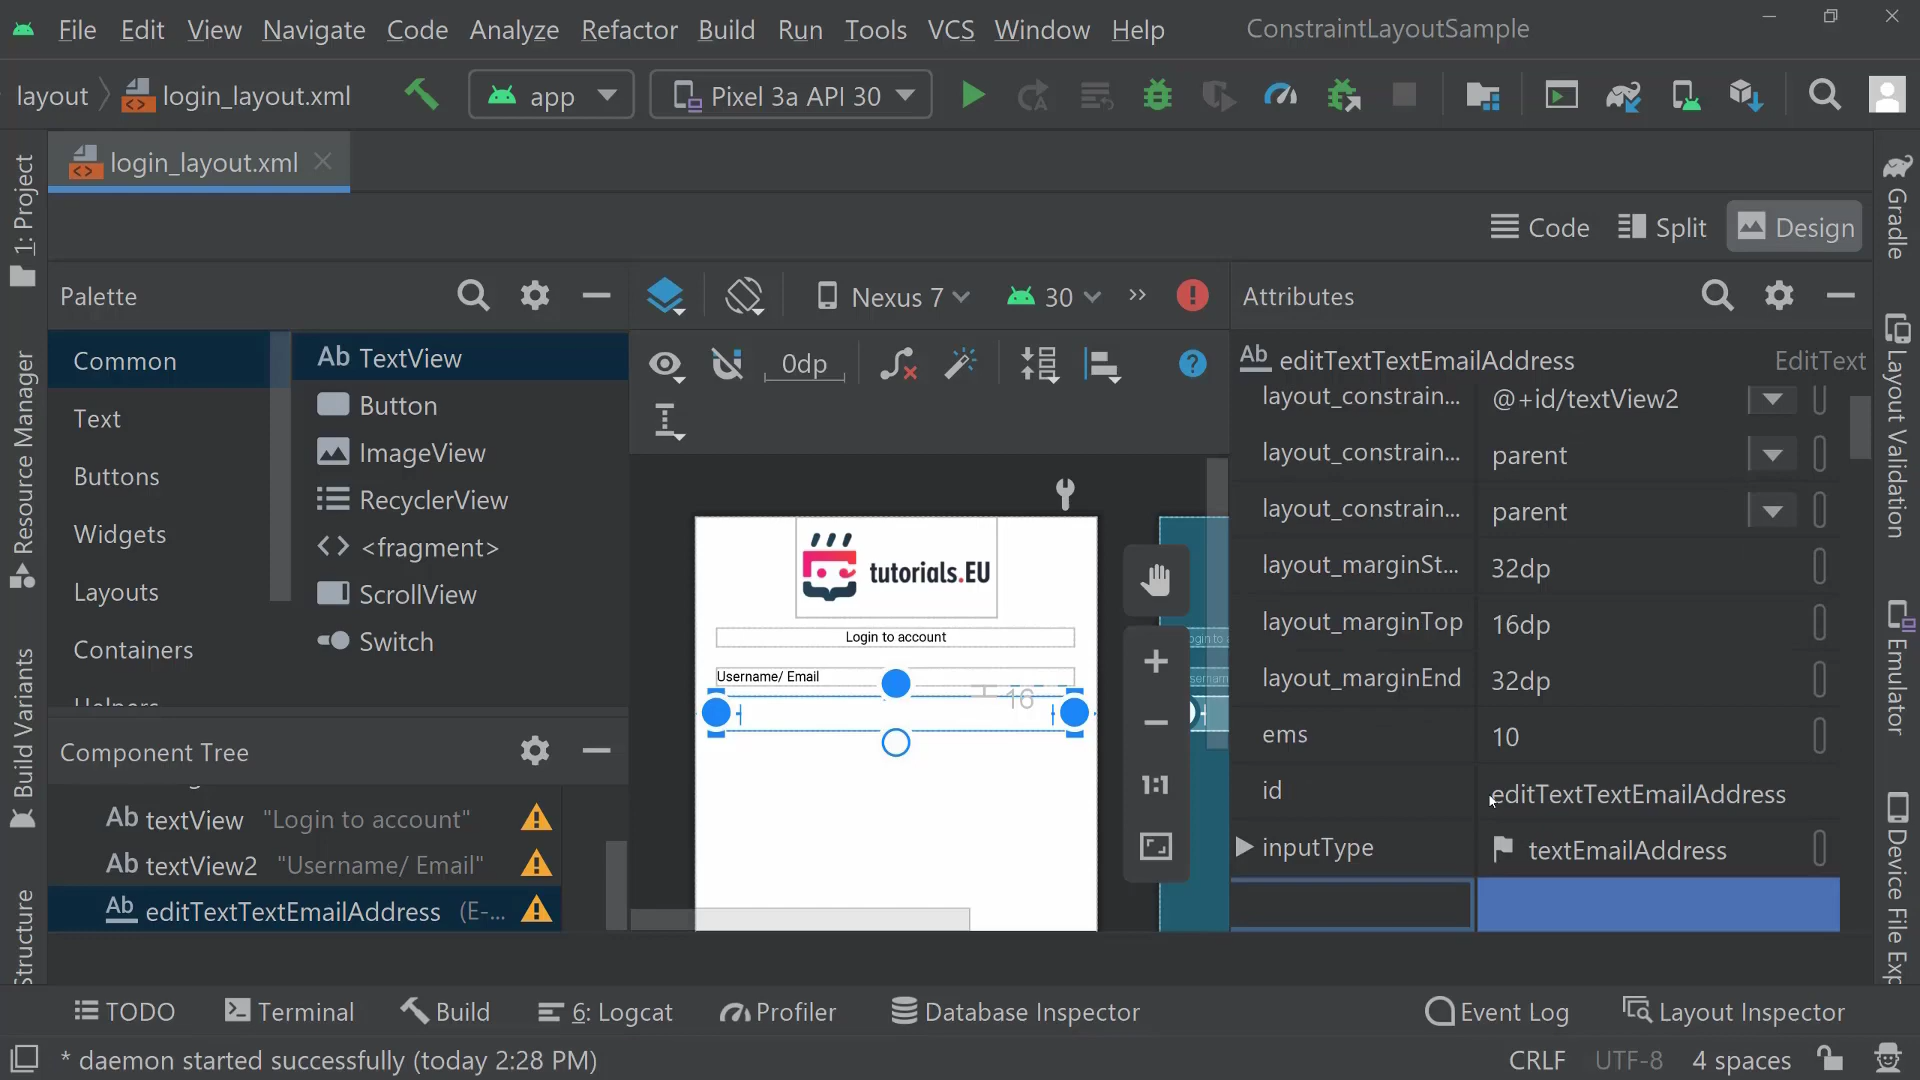 File Edit View Navigate Code Analyze Refactor Build Run Tools VCS Window Help ConstraintLayoutSample
layout login_layout.xml app Pixel 3a API 30
login_layout.xml
Code Split Design
Palette
Nexus 7 30
Attributes
Common
Text
Buttons
Widgets
Layouts
Containers
Ab TextView
Button
ImageView
RecyclerView
<> <fragment>
ScrollView
Switch
0dp
Ab editTextTextEmailAddress EditText
layout_constrain... @+id/textView2
layout_constrain... parent
layout_constrain... parent
layout_marginSt... 32dp
layout_marginTop 16dp
layout_marginEnd 32dp
ems 10
id editTextTextEmailAddress
inputType textEmailAddress
tutorials.EU
Login to account
Username/ Email
16
1:1
Component Tree
Ab textView "Login to account"
Ab textView2 "Username/ Email"
Ab editTextTextEmailAddress (E-...
1: Project
Resource Manager
Build Variants
Structure
Gradle
Layout Validation
Emulator
Device File Exp
TODO Terminal Build 6: Logcat Profiler Database Inspector Event Log Layout Inspector
* daemon started successfully (today 2:28 PM) CRLF UTF-8 4 spaces